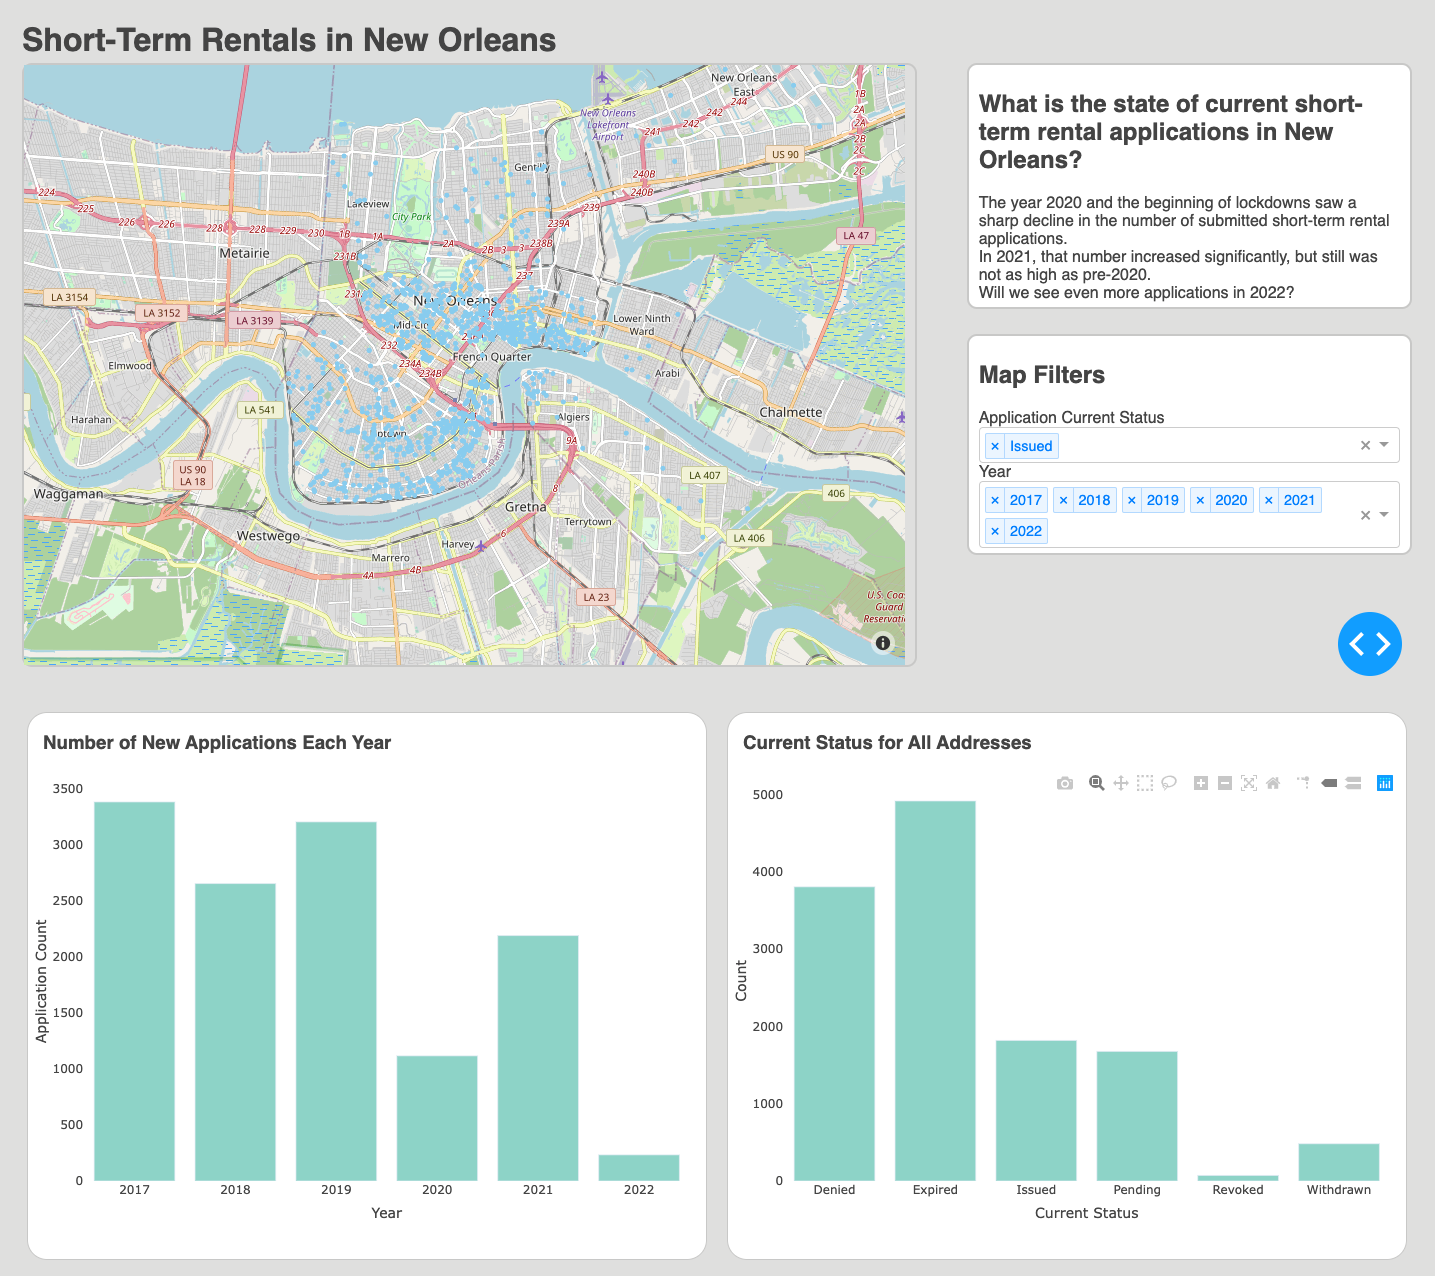 Short-Term Rentals in New Orleans
New Orleans
East
New Orleans
Lakefront
Airport
1B
2A
2A
2B
2C
2C
242
244
242
241
US 90
240B
240B
239
239A
238B
237
Gentilly
Lakeview
City Park
224
225
226
226
228
228
229
230
1B
1A
2A
2B
3
3
231B
231
LA 47
Metairie
LA 3154
LA 3152
LA 3139
New Orleans
Mid-City
Lower Ninth
Ward
232
234A
234B
French Quarter
Elmwood
Arabi
LA 541
Harahan
Algiers
Chalmette
9A
Orleans Parish
US 90
LA 18
LA 407
406
Waggaman
8
Gretna
Terrytown
Westwego
Harvey
6
LA 406
Marrero
4A
4B
LA 23
U.S. Coas
Guard
Reservatio
What is the state of current short-
term rental applications in New
Orleans?
The year 2020 and the beginning of lockdowns saw a
sharp decline in the number of submitted short-term rental
applications.
In 2021, that number increased significantly, but still was
not as high as pre-2020.
Will we see even more applications in 2022?
Map Filters
Application Current Status
× Issued
Year
× 2017 × 2018 × 2019 × 2020 × 2021
× 2022
Number of New Applications Each Year
3500
3000
2500
2000
1500
1000
500
0
Application Count
2017 2018 2019 2020 2021 2022
Year
Current Status for All Addresses
5000
4000
3000
2000
1000
0
Count
Denied Expired Issued Pending Revoked Withdrawn
Current Status